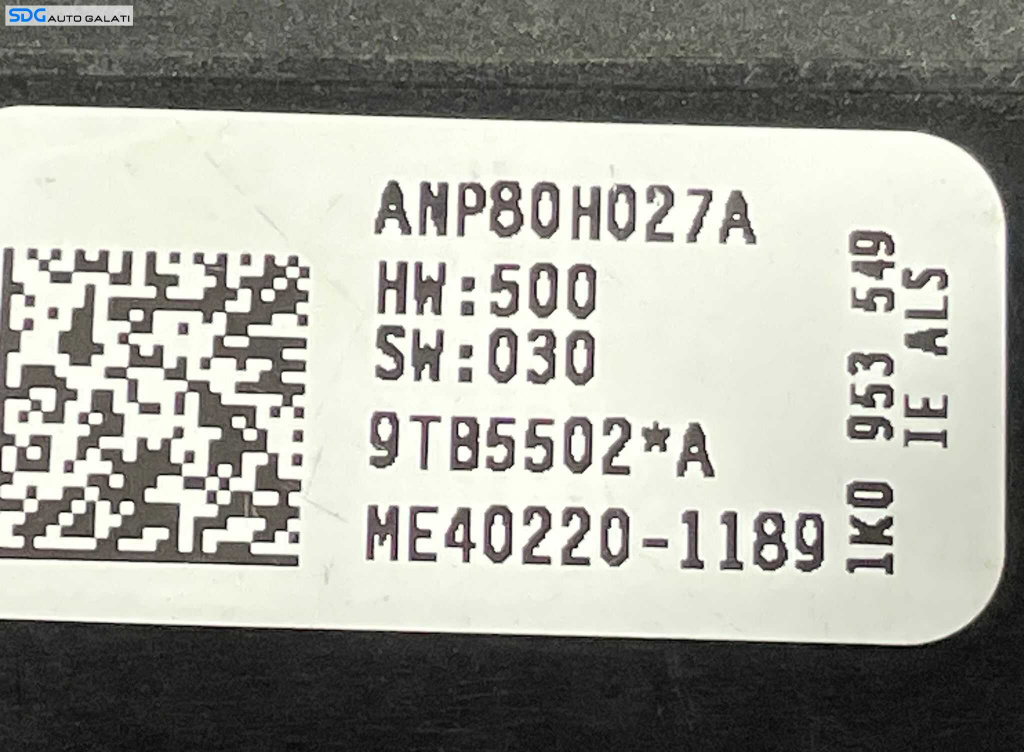 SDG AUTO GALATI
ANP80H027A
HW:500
SW:030
9TB5502*A
ME40220-1189
1K0 953 549
IE ALS